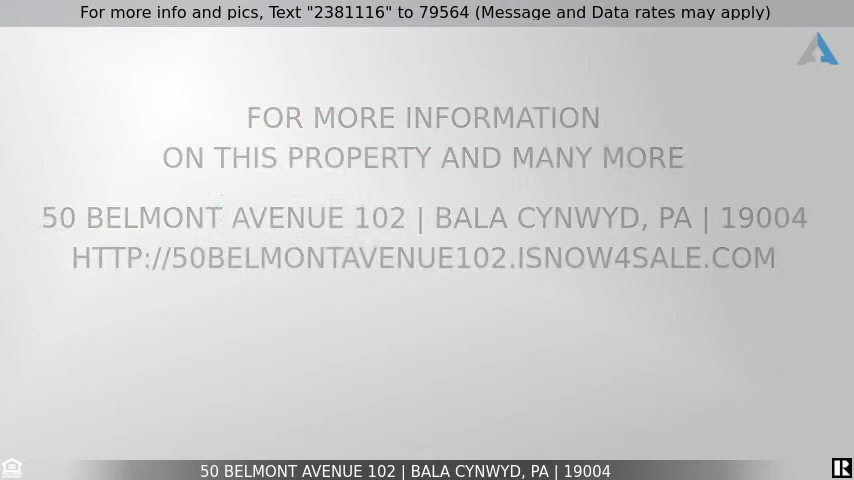 For more info and pics, Text "2381116" to 79564 (Message and Data rates may apply)
FOR MORE INFORMATION
ON THIS PROPERTY AND MANY MORE
50 BELMONT AVENUE 102 | BALA CYNWYD, PA | 19004
HTTP://50BELMONTAVENUE102.ISNOW4SALE.COM
50 BELMONT AVENUE 102 | BALA CYNWYD, PA | 19004